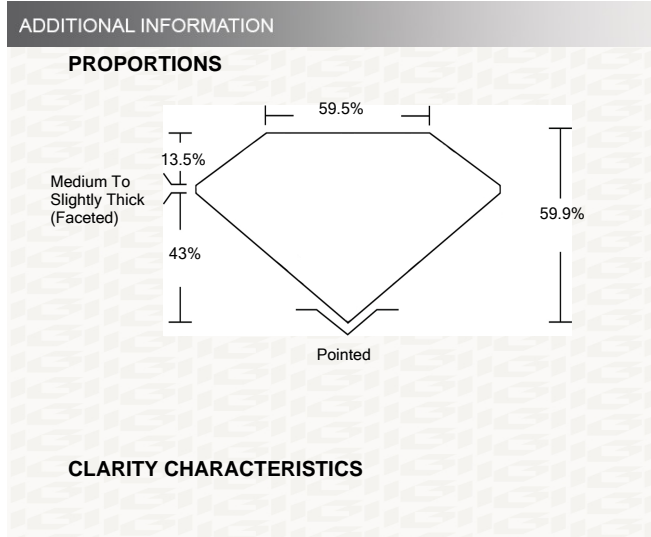 ADDITIONAL INFORMATION
PROPORTIONS
59.5%
13.5%
Medium To
Slightly Thick
(Faceted)
59.9%
43%
Pointed
CLARITY CHARACTERISTICS